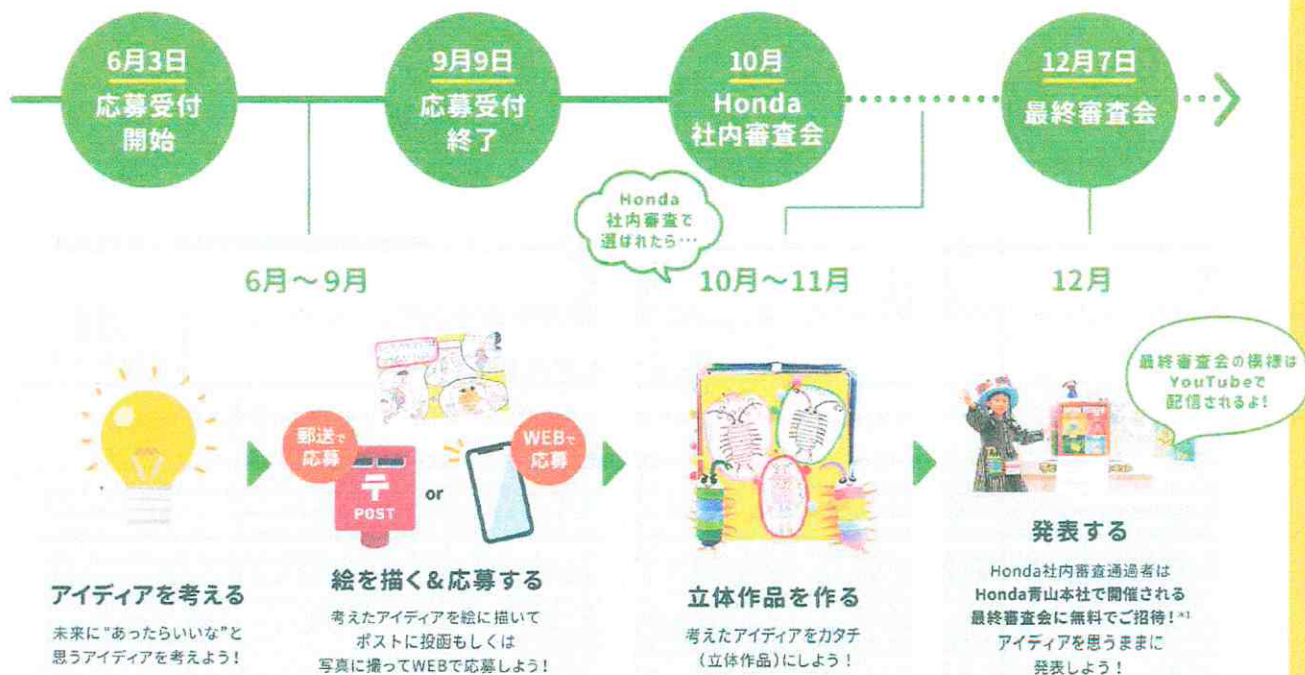 6月3日
応募受付
開始
9月9日
応募受付
終了
10月
Honda
社内審査会
12月7日
最終審査会
Honda
社内審査で
選ばれたら…
6月～9月
10月～11月
12月
最終審査会の模様は
YouTubeで
配信されるよ!
郵送で
応募
POST
or
WEBで
応募
アイディアを考える
未来に“あったらいいな”と
思うアイディアを考えよう!
絵を描く&応募する
考えたアイディアを絵に描いて
ポストに投函もしくは
写真に撮ってWEBで応募しよう!
立体作品を作る
考えたアイディアをカタチ
(立体作品)にしよう!
発表する
Honda社内審査通過者は
Honda青山本社で開催される
最終審査会に無料でご招待!※1
アイディアを思うままに
発表しよう!